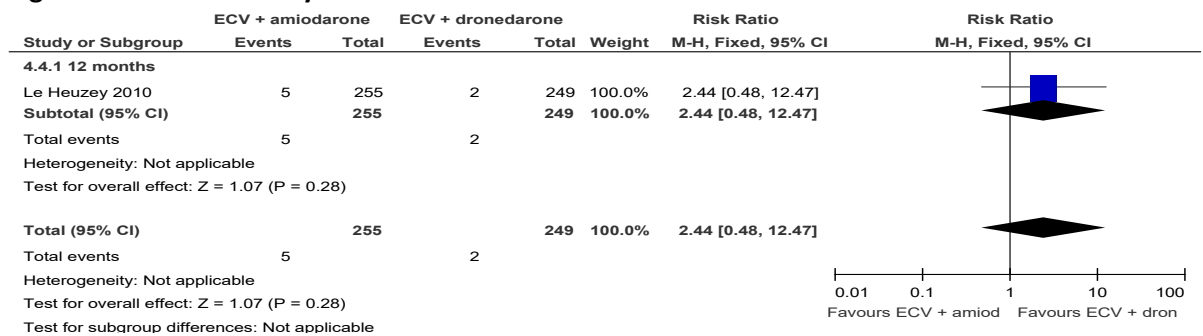 ECV + amiodarone ECV + dronedarone Risk Ratio Risk Ratio
Study or Subgroup Events Total Events Total Weight M-H, Fixed, 95% CI M-H, Fixed, 95% CI
4.4.1 12 months
Le Heuzey 2010 5 255 2 249 100.0% 2.44 [0.48, 12.47]
Subtotal (95% CI) 255 249 100.0% 2.44 [0.48, 12.47]
Total events 5 2
Heterogeneity: Not applicable
Test for overall effect: Z = 1.07 (P = 0.28)
Total (95% CI) 255 249 100.0% 2.44 [0.48, 12.47]
Total events 5 2
Heterogeneity: Not applicable
Test for overall effect: Z = 1.07 (P = 0.28)
Test for subgroup differences: Not applicable
0.01 0.1 1 10 100
Favours ECV + amiod Favours ECV + dron